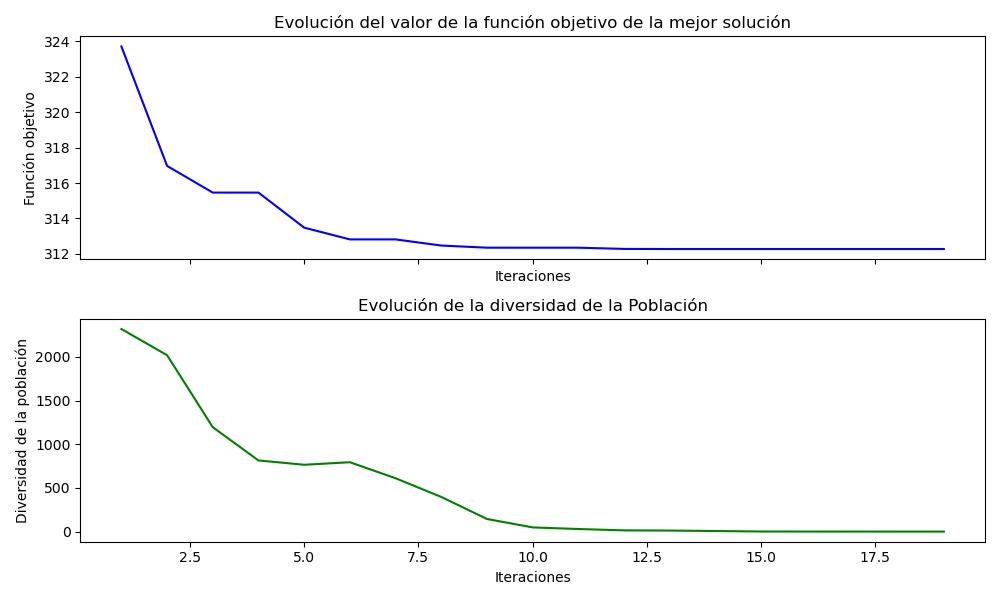 Evolución del valor de la función objetivo de la mejor solución
324
322
320
318
316
314
312
Función objetivo
Iteraciones
Evolución de la diversidad de la Población
2000
1500
1000
500
0
Diversidad de la población
2.5 5.0 7.5 10.0 12.5 15.0 17.5
Iteraciones